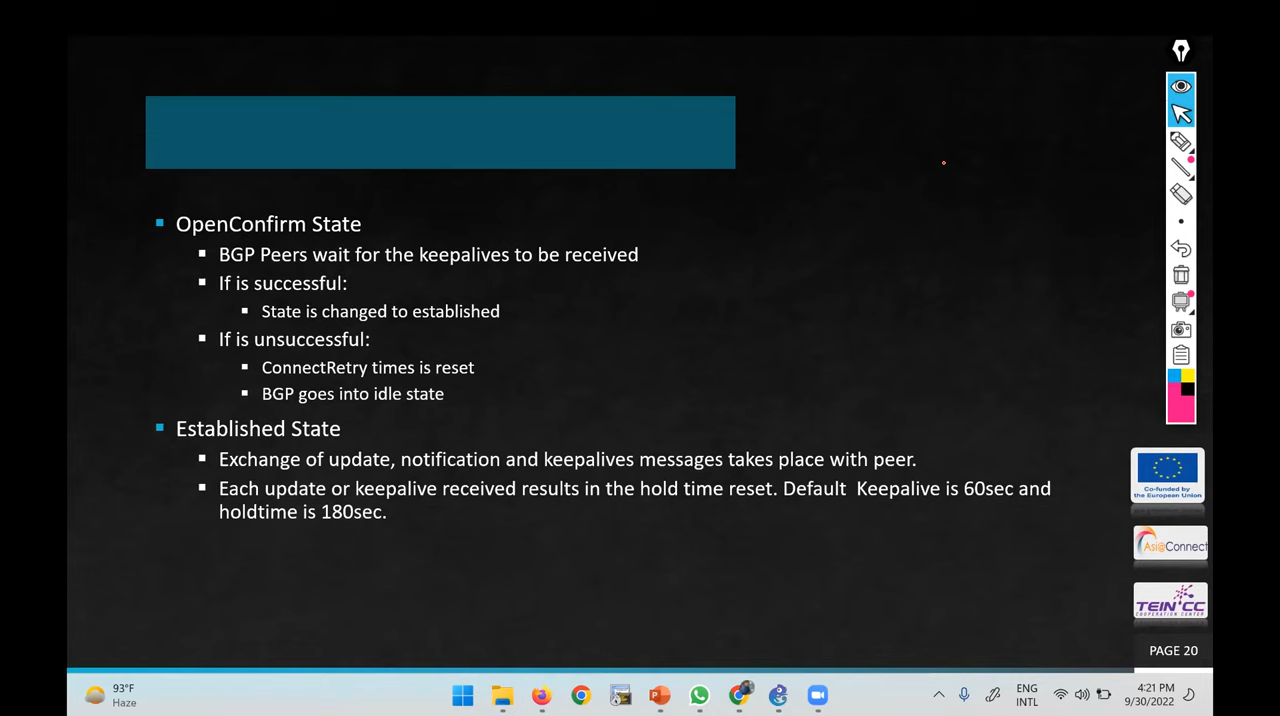 OpenConfirm State
BGP Peers wait for the keepalives to be received
If is successful:
State is changed to established
If is unsuccessful:
ConnectRetry times is reset
BGP goes into idle state
Established State
Exchange of update, notification and keepalives messages takes place with peer.
Each update or keepalive received results in the hold time reset. Default Keepalive is 60sec and
holdtime is 180sec.
Co-funded by
the European Union
Asi@Connect
TEIN*CC
COOPERATION CENTER
PAGE 20
93°F
Haze
ENG
INTL
4:21 PM
9/30/2022